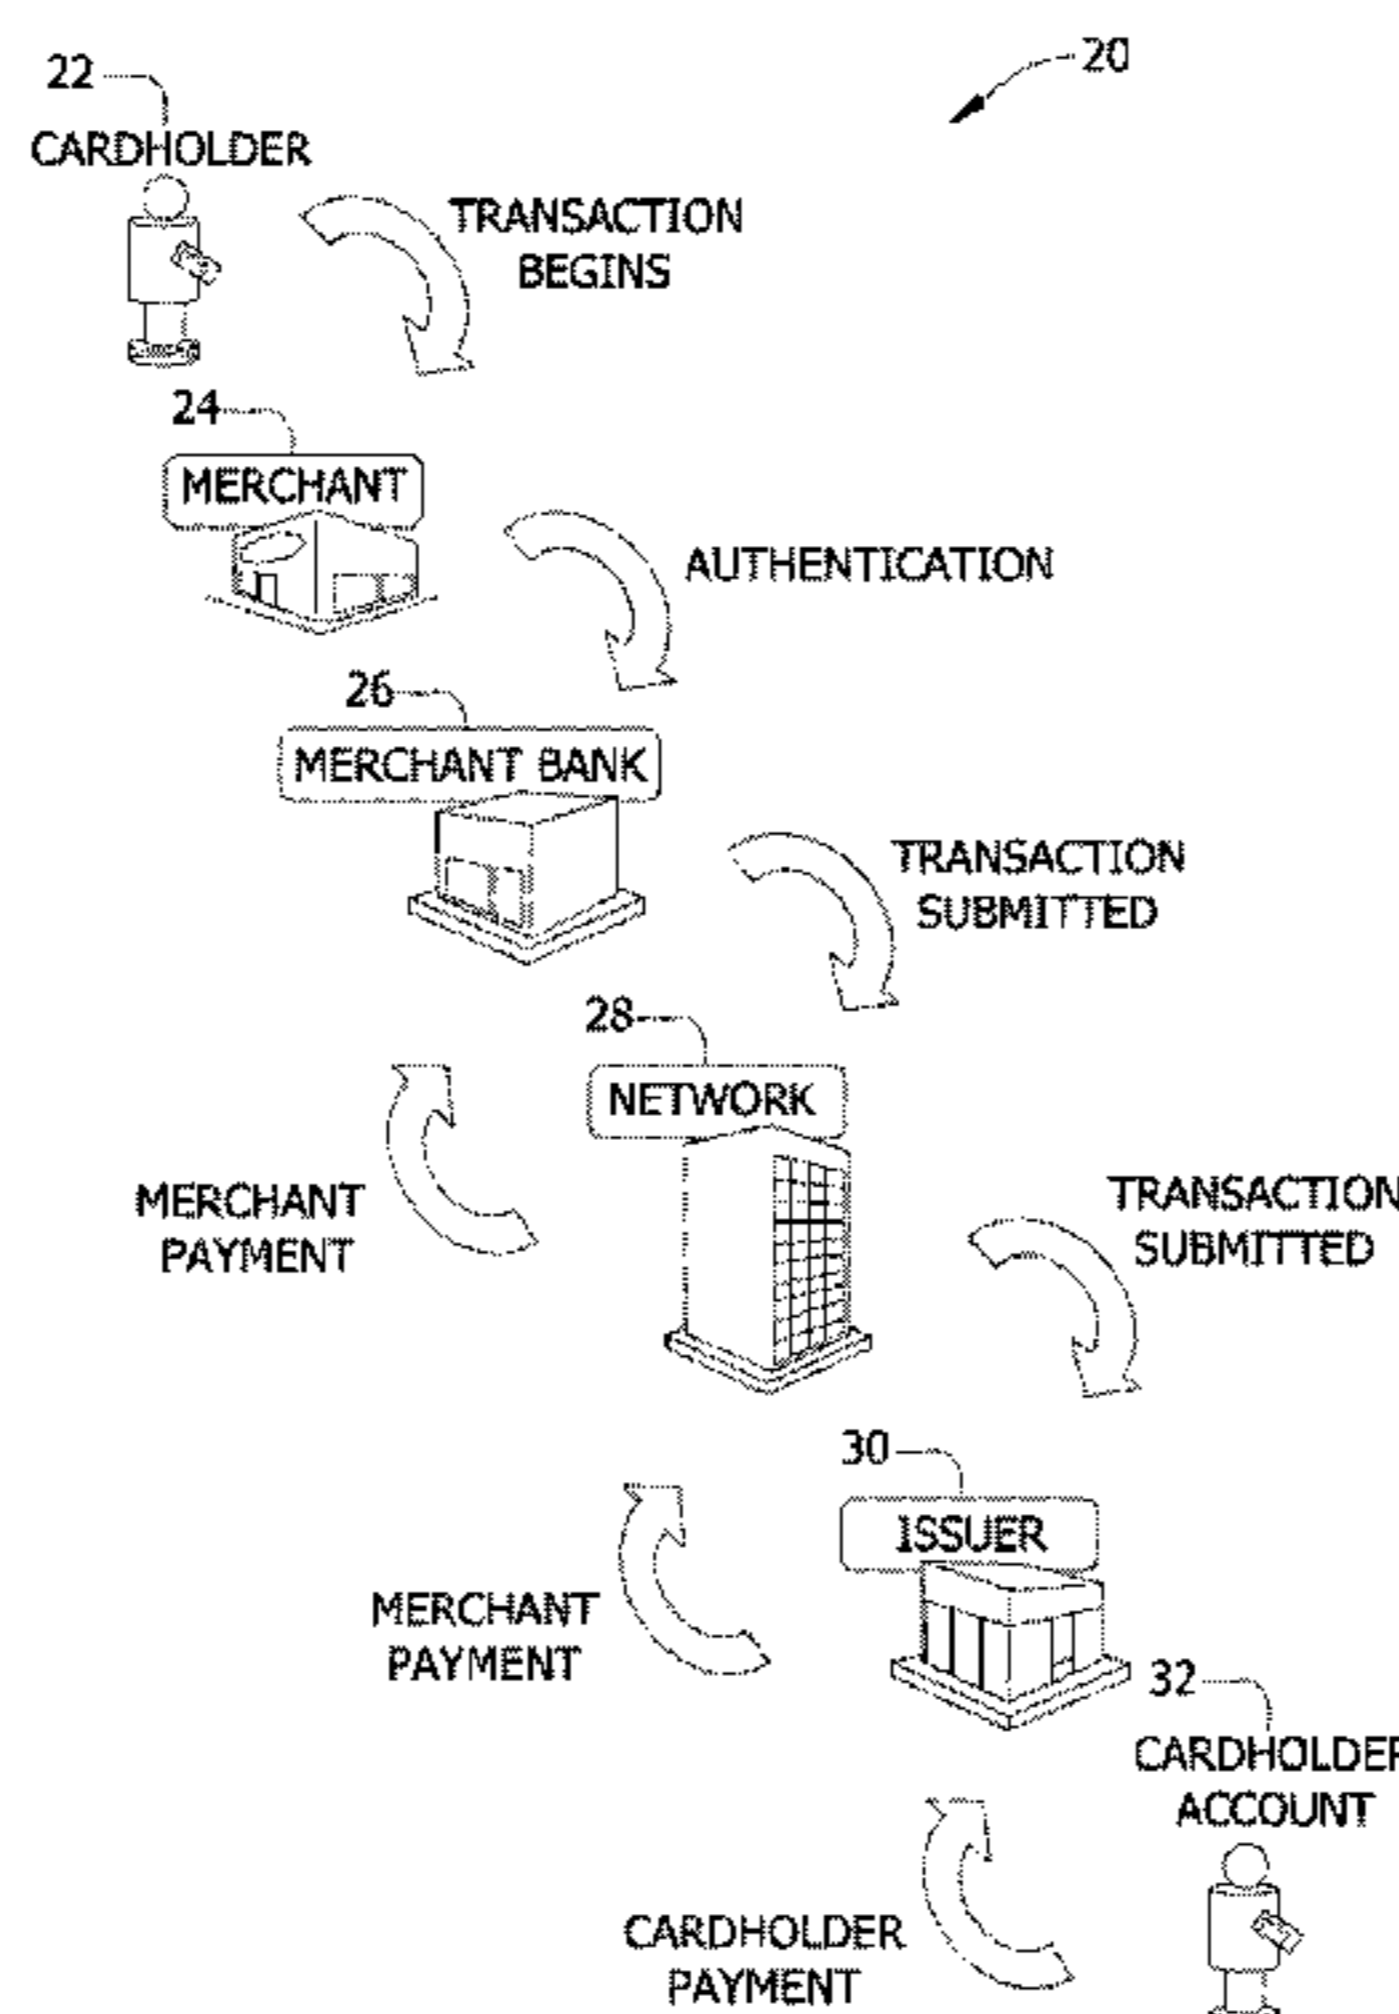 20
22
CARDHOLDER
TRANSACTION
BEGINS
24
MERCHANT
AUTHENTICATION
26
MERCHANT BANK
TRANSACTION
SUBMITTED
28
NETWORK
MERCHANT
PAYMENT
TRANSACTION
SUBMITTED
30
ISSUER
MERCHANT
PAYMENT
32
CARDHOLDER
ACCOUNT
CARDHOLDER
PAYMENT